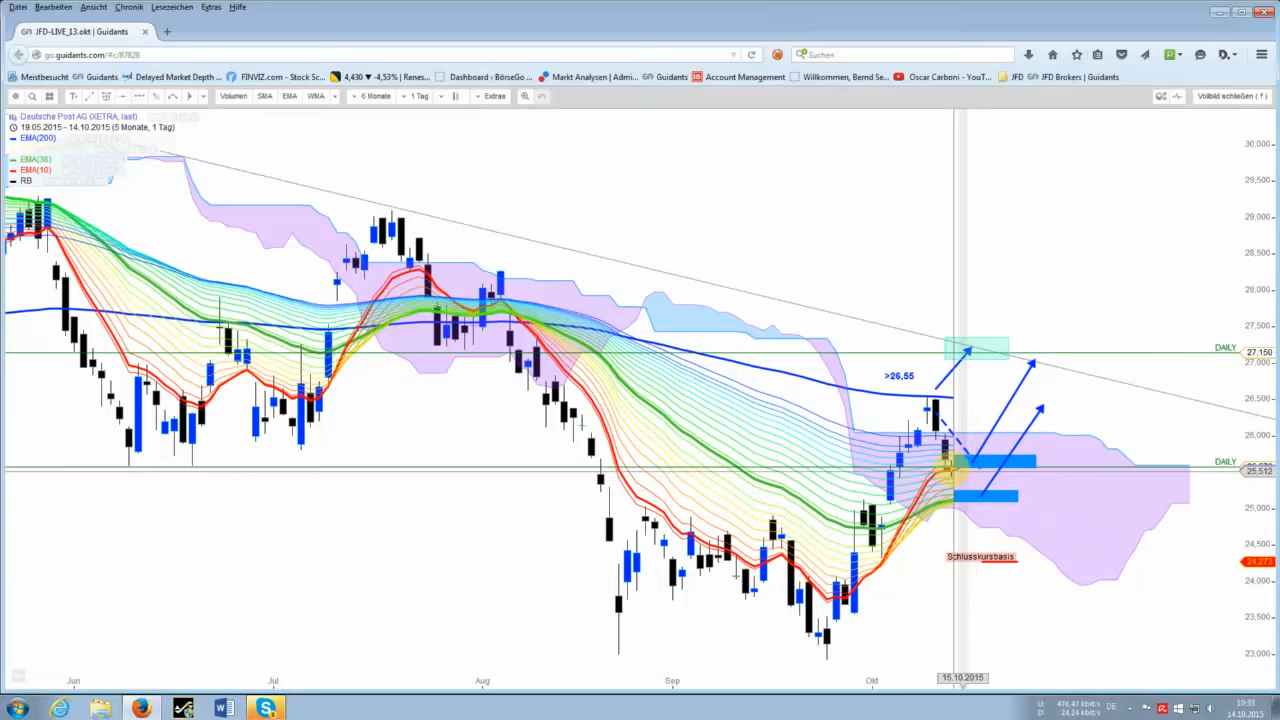 Datei Bearbeiten Ansicht Chronik Lesezeichen Extras Hilfe
JFD-LIVE_13.okt | Guidants
go.guidants.com/#c/87828
Suchen
Meistbesucht Guidants Delayed Market Depth ... FINVIZ.com - Stock Sc... 4,430 ▼ -4,53% | Renes... Dashboard ‹ BörseGo ... Markt Analysen | Admi... Guidants Account Management Willkommen, Bernd Se... Oscar Carboni - YouT... JFD JFD Brokers | Guidants
Volumen SMA EMA WMA 6 Monate 1 Tag Extras Vollbild schließen ( f )
Deutsche Post AG (XETRA, last)
19.05.2015 - 14.10.2015 (5 Monate, 1 Tag)
EMA(200)
EMA(38)
EMA(10)
RB
30,000
29,500
29,000
28,500
28,000
27,500
DAILY 27,150
27,000
>26,55
26,500
26,000
DAILY
25,512
25,000
24,500
Schlusskursbasis
24,273
24,000
23,500
23,000
Jun Jul Aug Sep Okt 15.10.2015
U: 476,47 kbit/s
D: 24,24 kbit/s
DE
10:33
14.10.2015